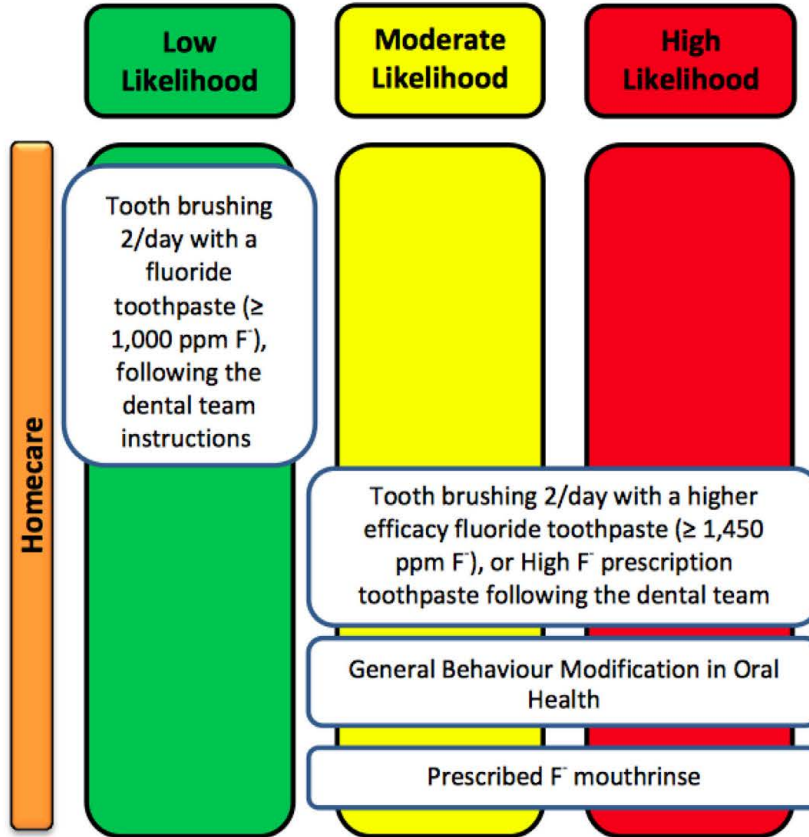 Low
Likelihood
Moderate
Likelihood
High
Likelihood
Homecare
Tooth brushing
2/day with a
fluoride
toothpaste (≥
1,000 ppm F⁻),
following the
dental team
instructions
Tooth brushing 2/day with a higher
efficacy fluoride toothpaste (≥ 1,450
ppm F⁻), or High F⁻ prescription
toothpaste following the dental team
General Behaviour Modification in Oral
Health
Prescribed F⁻ mouthrinse